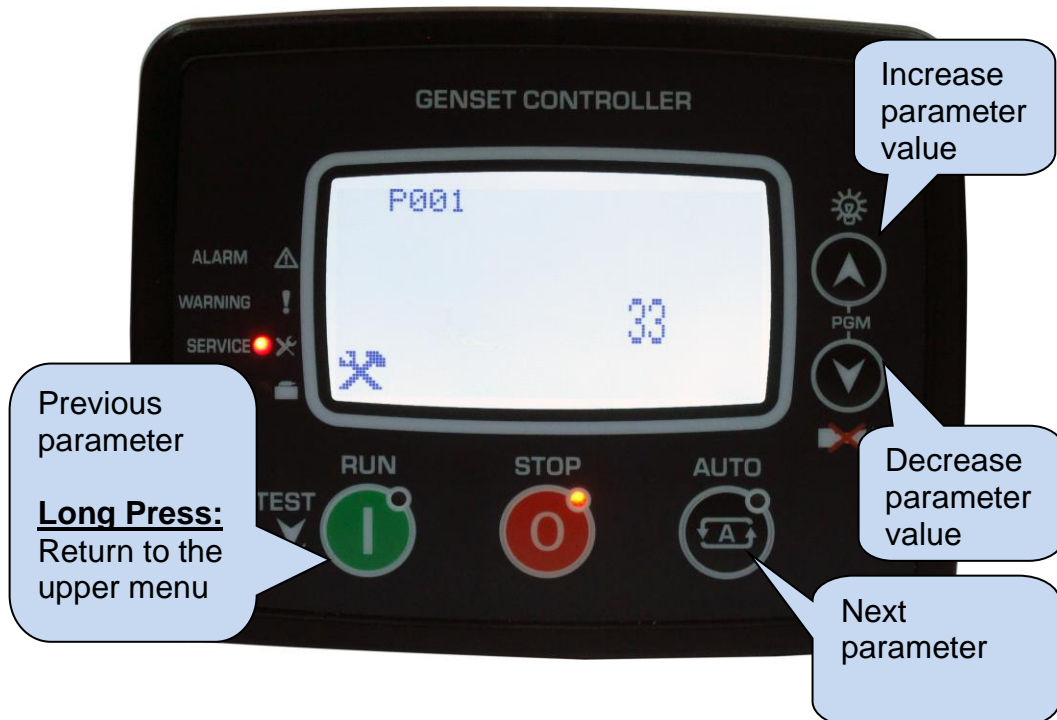 GENSET CONTROLLER
Increase
parameter
value
P001
ALARM
WARNING
SERVICE
33
PGM
Previous
parameter
Long Press:
Return to the
upper menu
RUN
STOP
AUTO
TEST
I
O
A
Decrease
parameter
value
Next
parameter